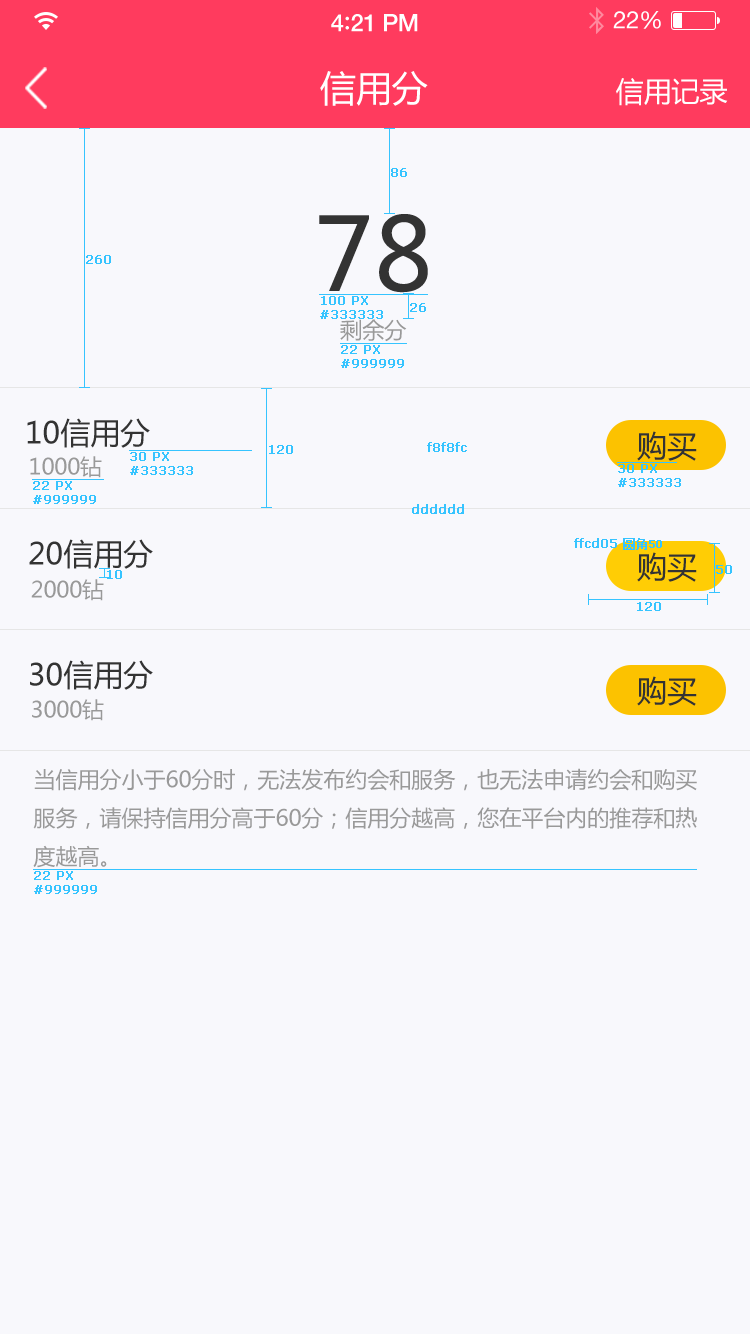 4:21 PM
22%
信用分
信用记录
86
78
260
100 PX
#333333
26
剩余分
22 PX
#999999
10信用分
1000钻
22 PX
#999999
30 PX
#333333
120
f8f8fc
购买
30 PX
#333333
dddddd
20信用分
10
2000钻
ffcd05 圆角50
购买
50
120
30信用分
3000钻
购买
当信用分小于60分时，无法发布约会和服务，也无法申请约会和购买
服务，请保持信用分高于60分；信用分越高，您在平台内的推荐和热
度越高。
22 PX
#999999